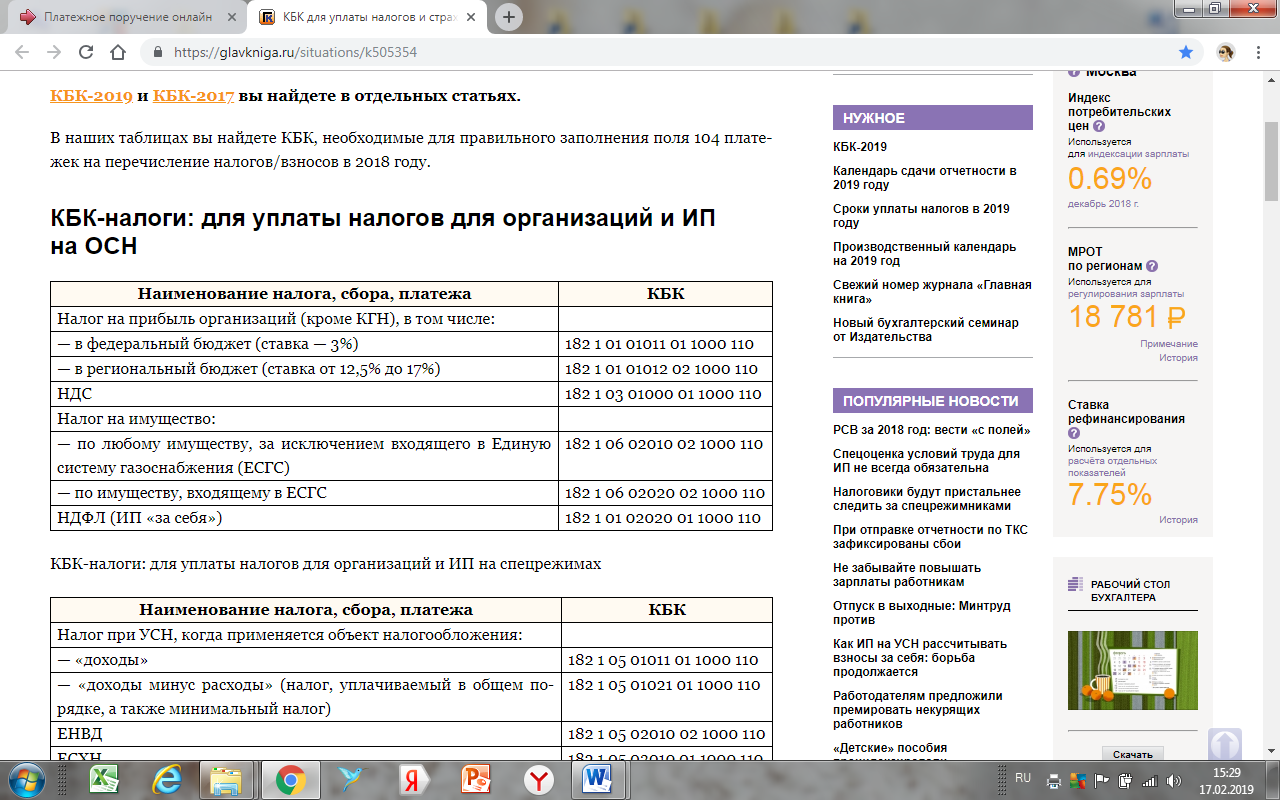 Платежное поручение онлайн
КБК для уплаты налогов и страх
https://glavkniga.ru/situations/k505354
КБК-2019 и КБК-2017 вы найдете в отдельных статьях.
В наших таблицах вы найдете КБК, необходимые для правильного заполнения поля 104 плате-
жек на перечисление налогов/взносов в 2018 году.
КБК-налоги: для уплаты налогов для организаций и ИП
на ОСН
Наименование налога, сбора, платежа КБК
Налог на прибыль организаций (кроме КГН), в том числе:
— в федеральный бюджет (ставка — 3%) 182 1 01 01011 01 1000 110
— в региональный бюджет (ставка от 12,5% до 17%) 182 1 01 01012 02 1000 110
НДС 182 1 03 01000 01 1000 110
Налог на имущество:
— по любому имуществу, за исключением входящего в Единую 182 1 06 02010 02 1000 110
систему газоснабжения (ЕСГС)
— по имуществу, входящему в ЕСГС 182 1 06 02020 02 1000 110
НДФЛ (ИП «за себя») 182 1 01 02020 01 1000 110
КБК-налоги: для уплаты налогов для организаций и ИП на спецрежимах
Наименование налога, сбора, платежа КБК
Налог при УСН, когда применяется объект налогообложения:
— «доходы» 182 1 05 01011 01 1000 110
— «доходы минус расходы» (налог, уплачиваемый в общем по- 182 1 05 01021 01 1000 110
рядке, а также минимальный налог)
ЕНВД 182 1 05 02010 02 1000 110
ЕСХН 182 1 05 03010 01 1000 110
НУЖНОЕ
КБК-2019
Календарь сдачи отчетности в
2019 году
Сроки уплаты налогов в 2019
году
Производственный календарь
на 2019 год
Свежий номер журнала «Главная
книга»
Новый бухгалтерский семинар
от Издательства
ПОПУЛЯРНЫЕ НОВОСТИ
РСВ за 2018 год: вести «с полей»
Спецоценка условий труда для
ИП не всегда обязательна
Налоговики будут пристальнее
следить за спецрежимниками
При отправке отчетности по ТКС
зафиксированы сбои
Не забывайте повышать
зарплаты работникам
Отпуск в выходные: Минтруд
против
Как ИП на УСН рассчитывать
взносы за себя: борьба
продолжается
Работодателям предложили
премировать некурящих
работников
«Детские» пособия
Москва
Индекс
потребительских
цен ?
Используется
для индексации зарплаты
0.69%
декабрь 2018 г.
МРОТ
по регионам ?
Используется для
регулирования зарплаты
18 781 ₽
Примечание
История
Ставка
рефинансирования
?
Используется для
расчёта отдельных
показателей
7.75%
История
РАБОЧИЙ СТОЛ
БУХГАЛТЕРА
Скачать
RU
15:29
17.02.2019